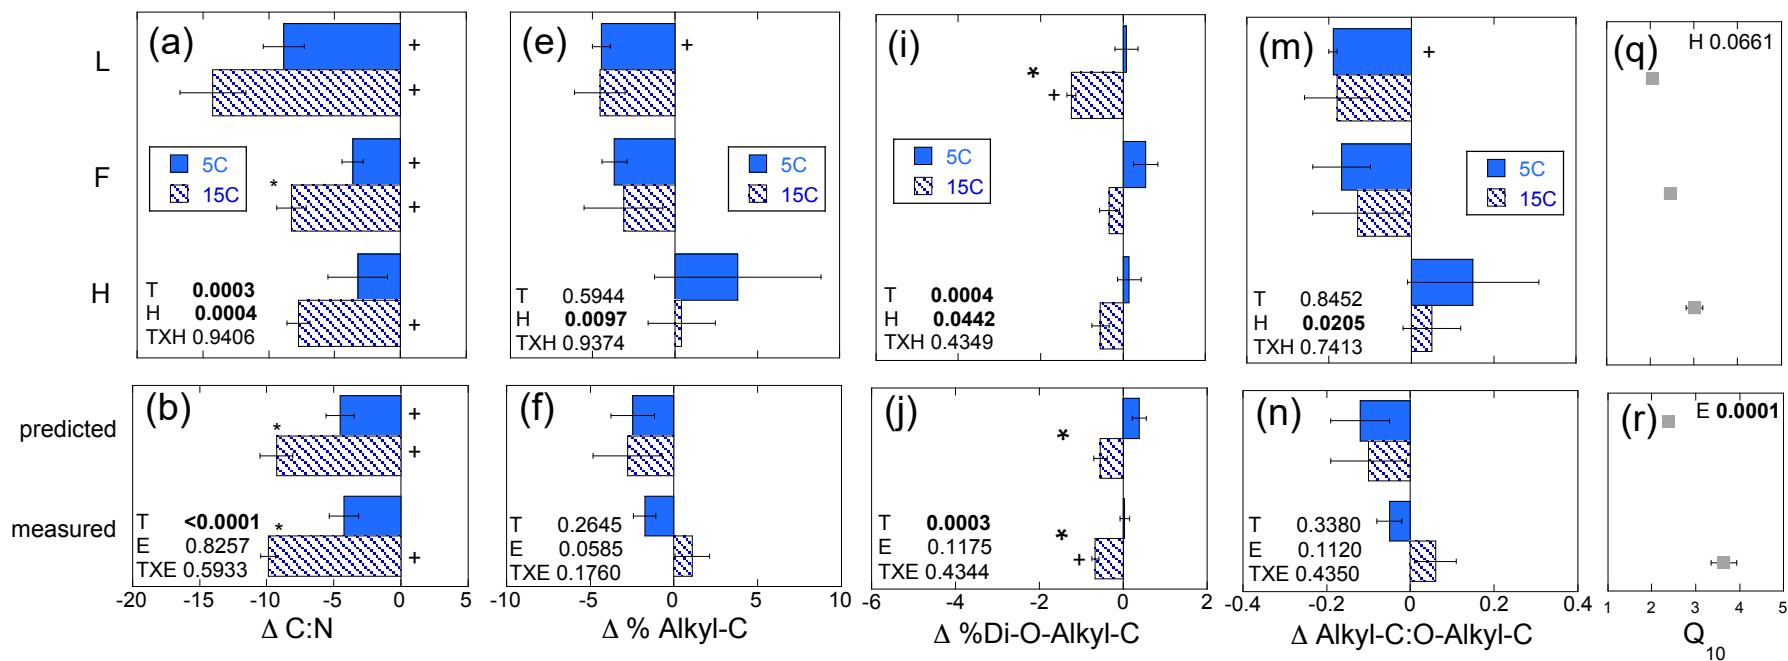 (a)
(e)
(i)
(m)
(q)
H 0.0661
L
F
H
+
+
+
+
+
*
+
*
+
+
5C
15C
5C
15C
5C
15C
5C
15C
*
T 0.0003
H 0.0004
TXH 0.9406
T 0.5944
H 0.0097
TXH 0.9374
T 0.0004
H 0.0442
TXH 0.4349
T 0.8452
H 0.0205
TXH 0.7413
(b)
(f)
(j)
(n)
(r)
E 0.0001
predicted
measured
+
*
+
*
*
+
*
+
T <0.0001
E 0.8257
TXE 0.5933
T 0.2645
E 0.0585
TXE 0.1760
T 0.0003
E 0.1175
TXE 0.4344
T 0.3380
E 0.1120
TXE 0.4350
-20 -15 -10 -5 0 5
-10 -5 0 5 10
-6 -4 -2 0 2
-0.4 -0.2 0 0.2 0.4
1 2 3 4 5
Δ C:N
Δ % Alkyl-C
Δ %Di-O-Alkyl-C
Δ Alkyl-C:O-Alkyl-C
Q10